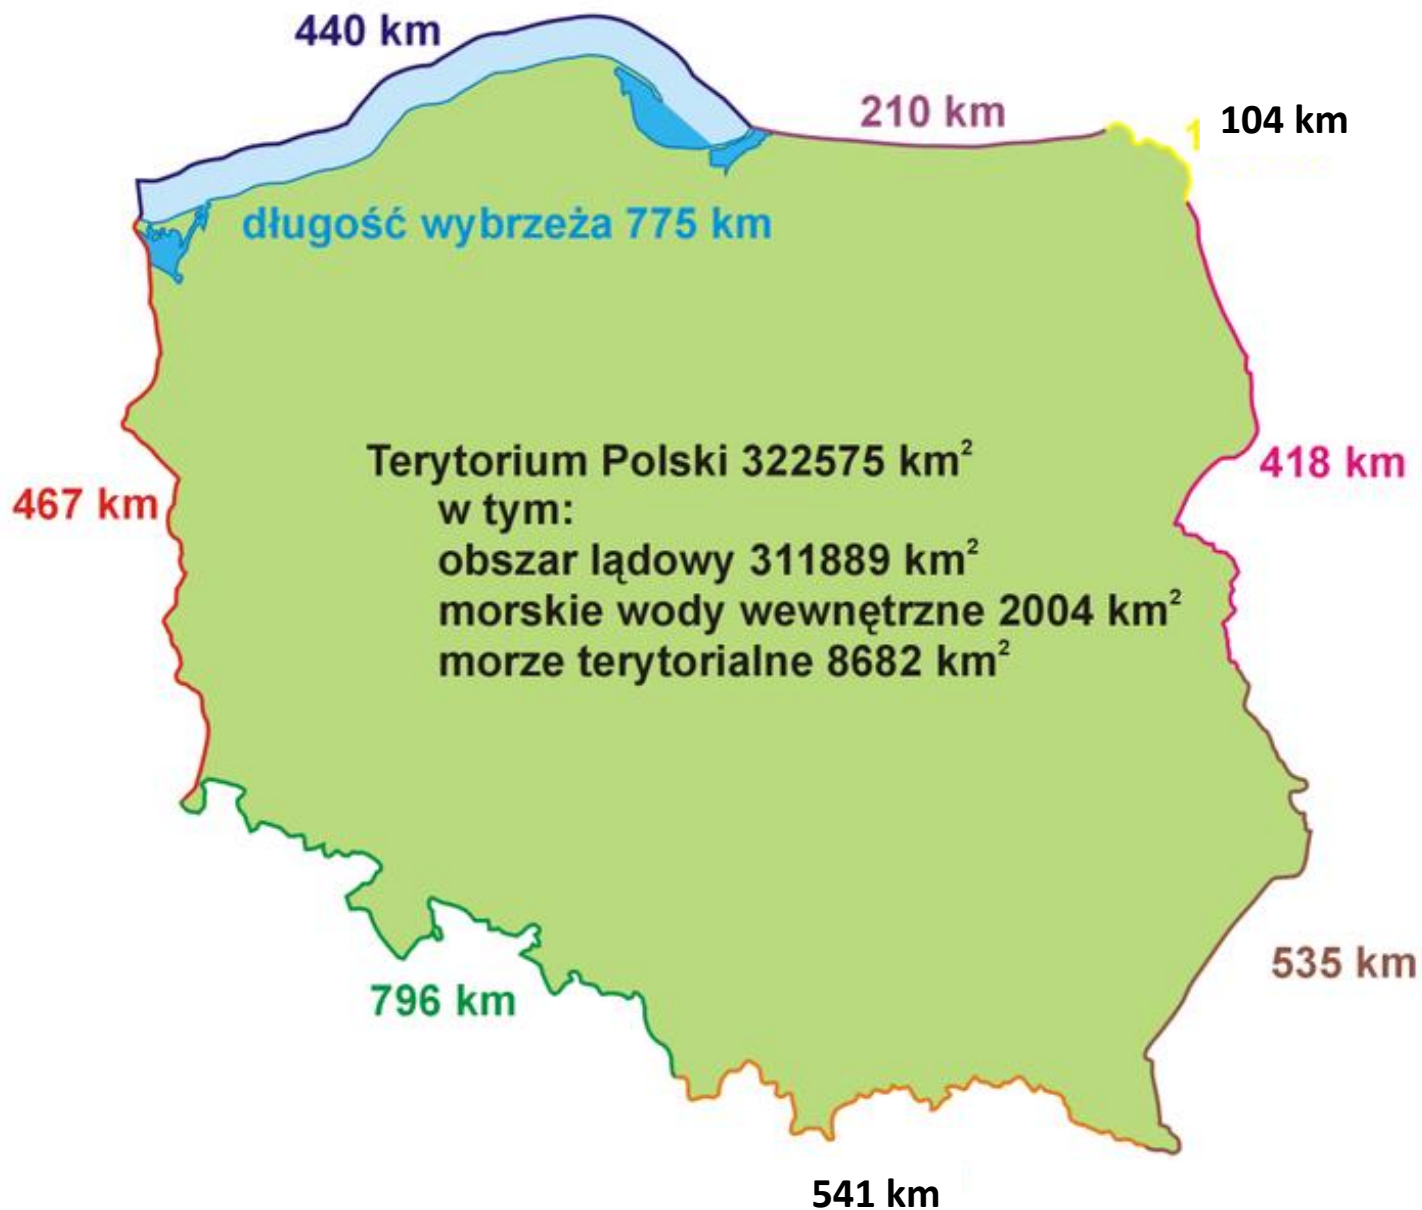 440 km
210 km
1 104 km
długość wybrzeża 775 km
Terytorium Polski 322575 km²
w tym:
467 km
418 km
obszar lądowy 311889 km²
morskie wody wewnętrzne 2004 km²
morze terytorialne 8682 km²
535 km
796 km
541 km